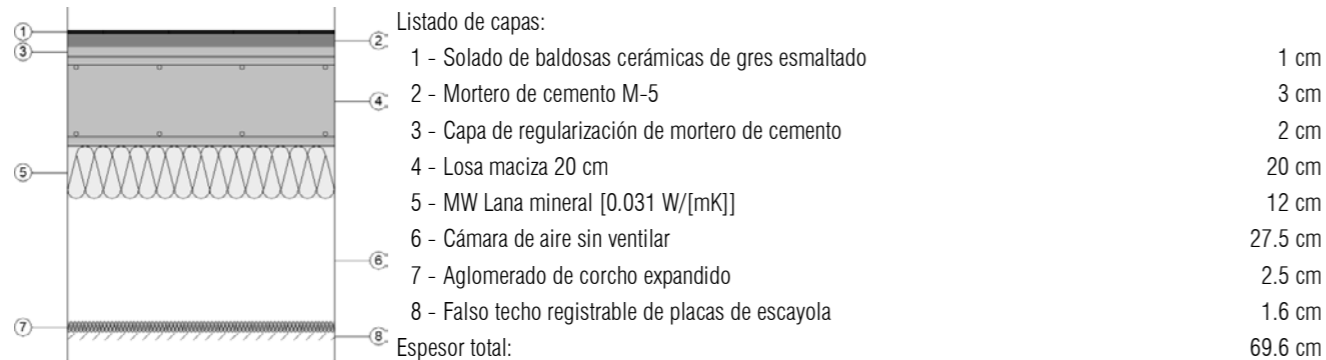 Listado de capas:
1 - Solado de baldosas cerámicas de gres esmaltado 1 cm
2 - Mortero de cemento M-5 3 cm
3 - Capa de regularización de mortero de cemento 2 cm
4 - Losa maciza 20 cm 20 cm
5 - MW Lana mineral [0.031 W/[mK]] 12 cm
6 - Cámara de aire sin ventilar 27.5 cm
7 - Aglomerado de corcho expandido 2.5 cm
8 - Falso techo registrable de placas de escayola 1.6 cm
Espesor total: 69.6 cm
1
2
3
4
5
6
7
8